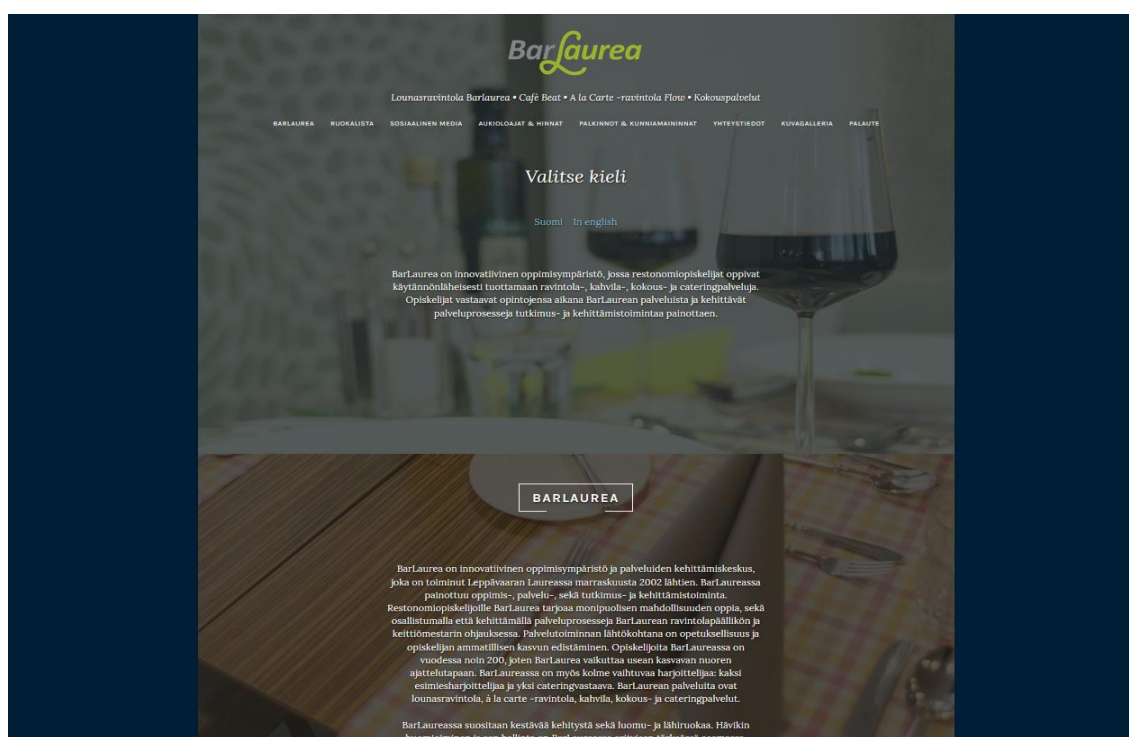 BarLaurea
Lounasravintola Barlaurea • Cafè Beat • A la Carte -ravintola Flow • Kokouspalvelut
BARLAUREA RUOKALISTA SOSIAALINEN MEDIA AUKIOLOAJAT & HINNAT PALKINNOT & KUNNIAMAININNAT YHTEYSTIEDOT KUVAGALLERIA PALAUTE
Valitse kieli
Suomi In english
BarLaurea on innovatiivinen oppimisympäristö, jossa restonomiopiskelijat oppivat
käytännönläheisesti tuottamaan ravintola-, kahvila-, kokous- ja cateringpalveluja.
Opiskelijat vastaavat opintojensa aikana BarLaurean palveluista ja kehittävät
palveluprosesseja tutkimus- ja kehittämistoimintaa painottaen.
BARLAUREA
BarLaurea on innovatiivinen oppimisympäristö ja palveluiden kehittämiskeskus,
joka on toiminut Leppävaaran Laureassa marraskuusta 2002 lähtien. BarLaureassa
painottuu oppimis-, palvelu-, sekä tutkimus- ja kehittämistoiminta.
Restonomiopiskelijoille BarLaurea tarjoaa monipuolisen mahdollisuuden oppia, sekä
osallistumalla että kehittämällä palveluprosesseja BarLaurean ravintolapäällikön ja
keittiömestarin ohjauksessa. Palvelutoiminnan lähtökohtana on opetuksellisuus ja
opiskelijan ammatillisen kasvun edistäminen. Opiskelijoita BarLaureassa on
vuodessa noin 200, joten BarLaurea vaikuttaa usean kasvavan nuoren
ajattelutapaan. BarLaureassa on myös kolme vaihtuvaa harjoittelijaa: kaksi
esimiesharjoittelijaa ja yksi cateringvastaava. BarLaurean palveluita ovat
lounasravintola, à la carte -ravintola, kahvila, kokous- ja cateringpalvelut.
BarLaureassa suositaan kestävää kehitystä sekä luomu- ja lähiruokaa. Hävikin